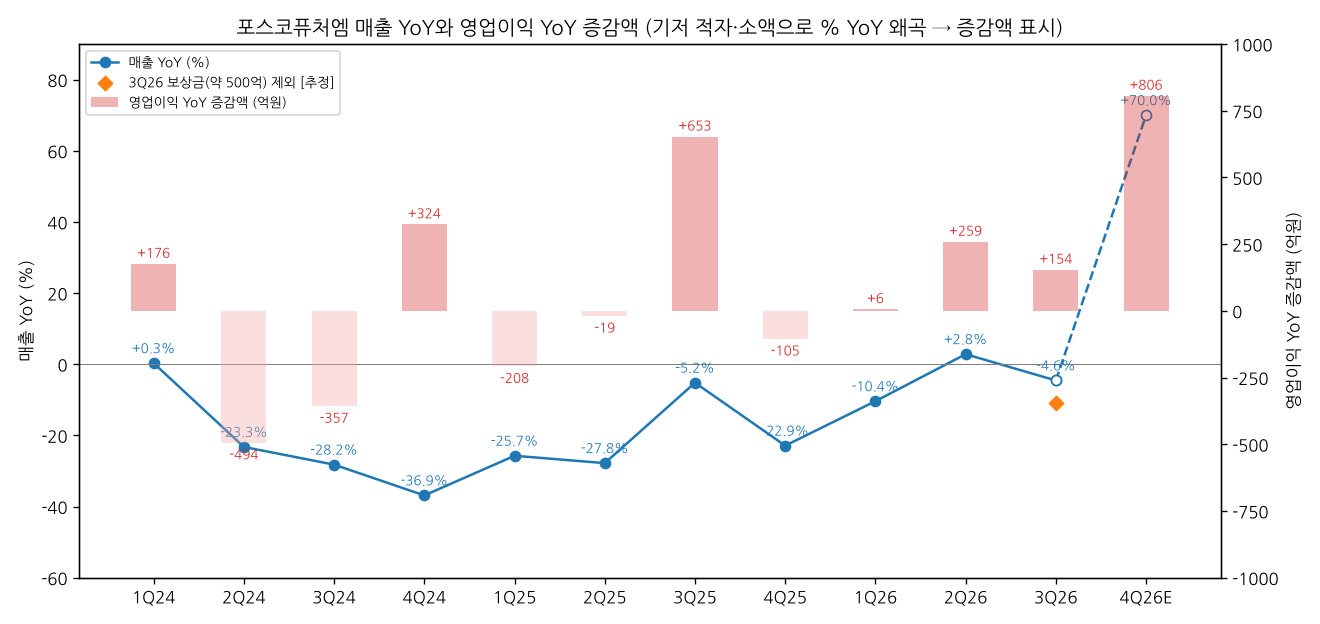 포스코퓨처엠 매출 YoY와 영업이익 YoY 증감액 (기저 적자·소액으로 % YoY 왜곡 → 증감액 표시)
매출 YoY (%)
3Q26 보상금(약 500억) 제외 [추정]
영업이익 YoY 증감액 (억원)
매출 YoY (%)
80
60
40
20
0
-20
-40
-60
영업이익 YoY 증감액 (억원)
1000
750
500
250
0
-250
-500
-750
-1000
+176
-494
-357
+324
-208
-19
+653
-105
+6
+259
+154
+806
+0.3%
-23.3%
-28.2%
-36.9%
-25.7%
-27.8%
-5.2%
-22.9%
-10.4%
+2.8%
-4.6%
+70.0%
1Q24
2Q24
3Q24
4Q24
1Q25
2Q25
3Q25
4Q25
1Q26
2Q26
3Q26
4Q26E